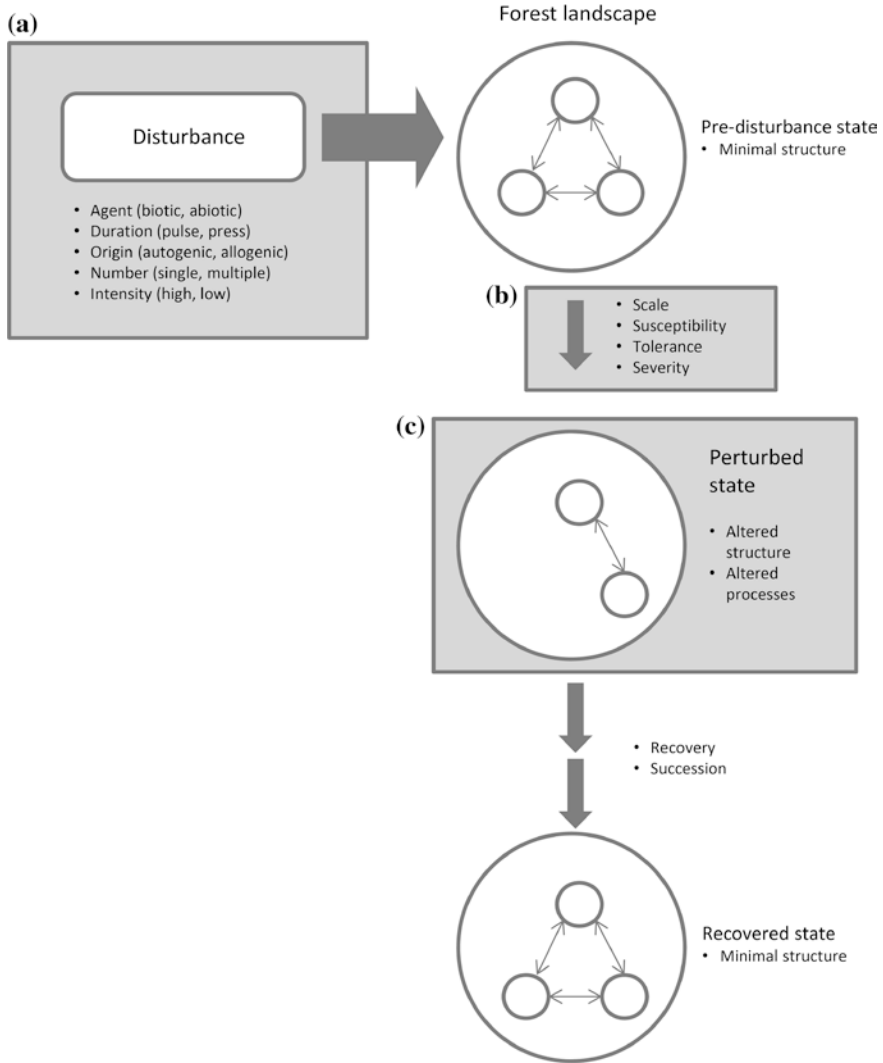 (a)
Disturbance
• Agent (biotic, abiotic)
• Duration (pulse, press)
• Origin (autogenic, allogenic)
• Number (single, multiple)
• Intensity (high, low)
Forest landscape
Pre-disturbance state
• Minimal structure
(b)
• Scale
• Susceptibility
• Tolerance
• Severity
(c)
Perturbed
state
• Altered
structure
• Altered
processes
• Recovery
• Succession
Recovered state
• Minimal structure